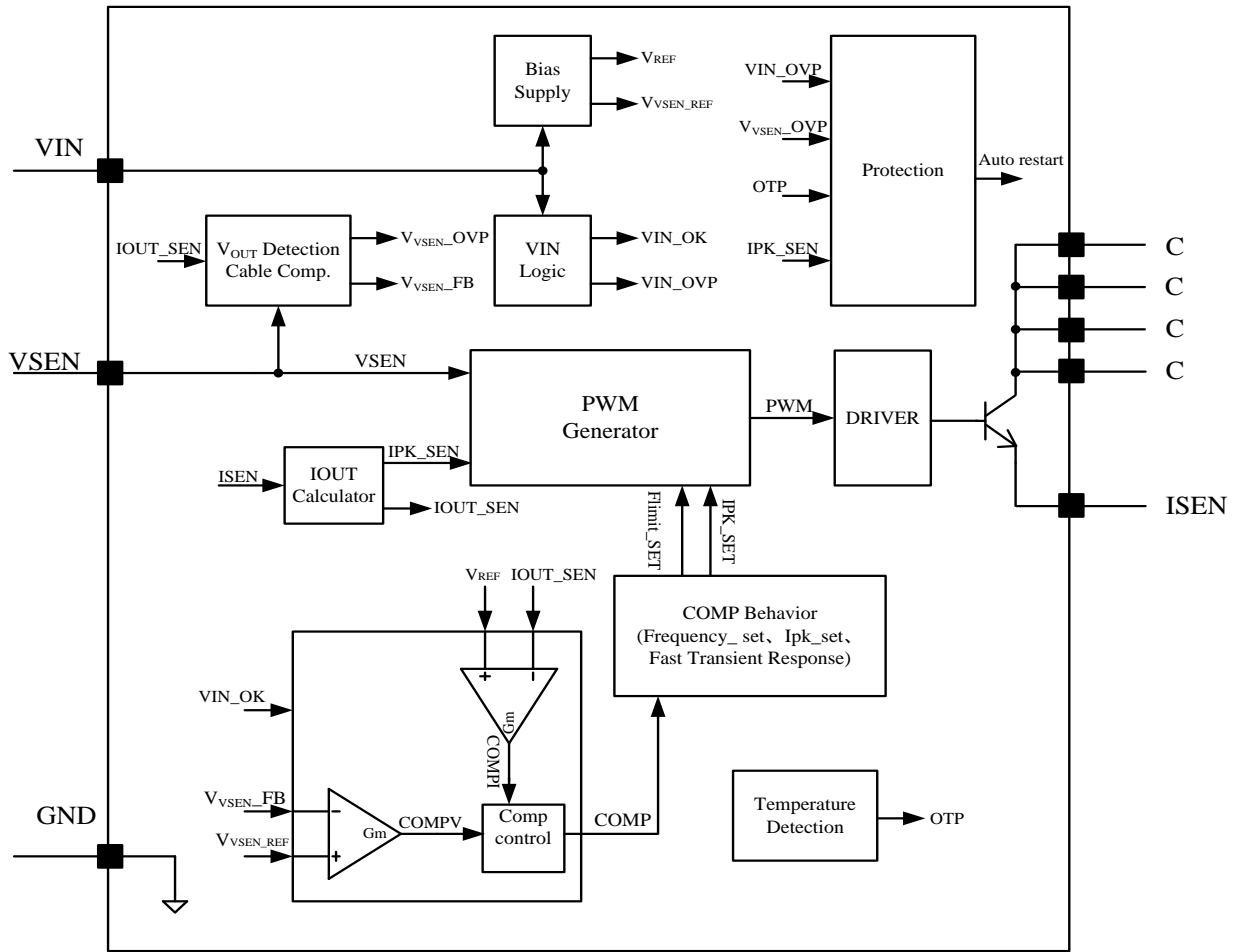 Bias
Supply
VREF
VVSEN_REF
VIN_OVP
VVSEN_OVP
OTP
IPK_SEN
Protection
Auto restart
VIN
IOUT_SEN
VOUT Detection
Cable Comp.
VVSEN_OVP
VVSEN_FB
VIN
Logic
VIN_OK
VIN_OVP
C
C
C
C
VSEN
VSEN
PWM
Generator
PWM
DRIVER
ISEN
IOUT
Calculator
IPK_SEN
IOUT_SEN
ISEN
Flimit_SET
IPK_SET
VREF
IOUT_SEN
COMP Behavior
(Frequency_ set、Ipk_set、
Fast Transient Response)
VIN_OK
+
−
Gm
COMPI
VVSEN_FB
VVSEN_REF
−
+
Gm
COMPV
Comp
control
COMP
Temperature
Detection
OTP
GND